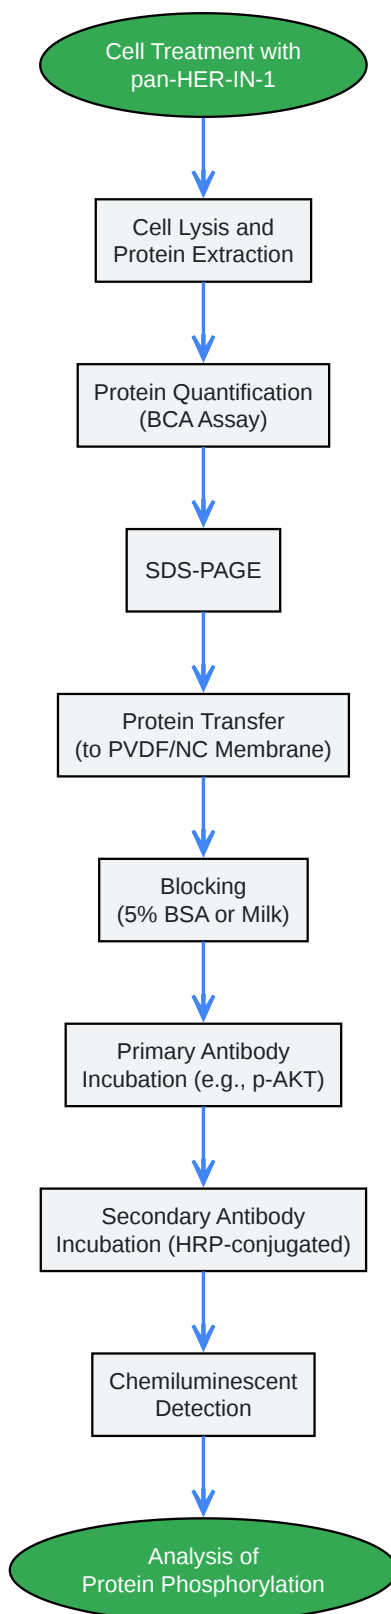 Cell Treatment with
pan-HER-IN-1
Cell Lysis and
Protein Extraction
Protein Quantification
(BCA Assay)
SDS-PAGE
Protein Transfer
(to PVDF/NC Membrane)
Blocking
(5% BSA or Milk)
Primary Antibody
Incubation (e.g., p-AKT)
Secondary Antibody
Incubation (HRP-conjugated)
Chemiluminescent
Detection
Analysis of
Protein Phosphorylation